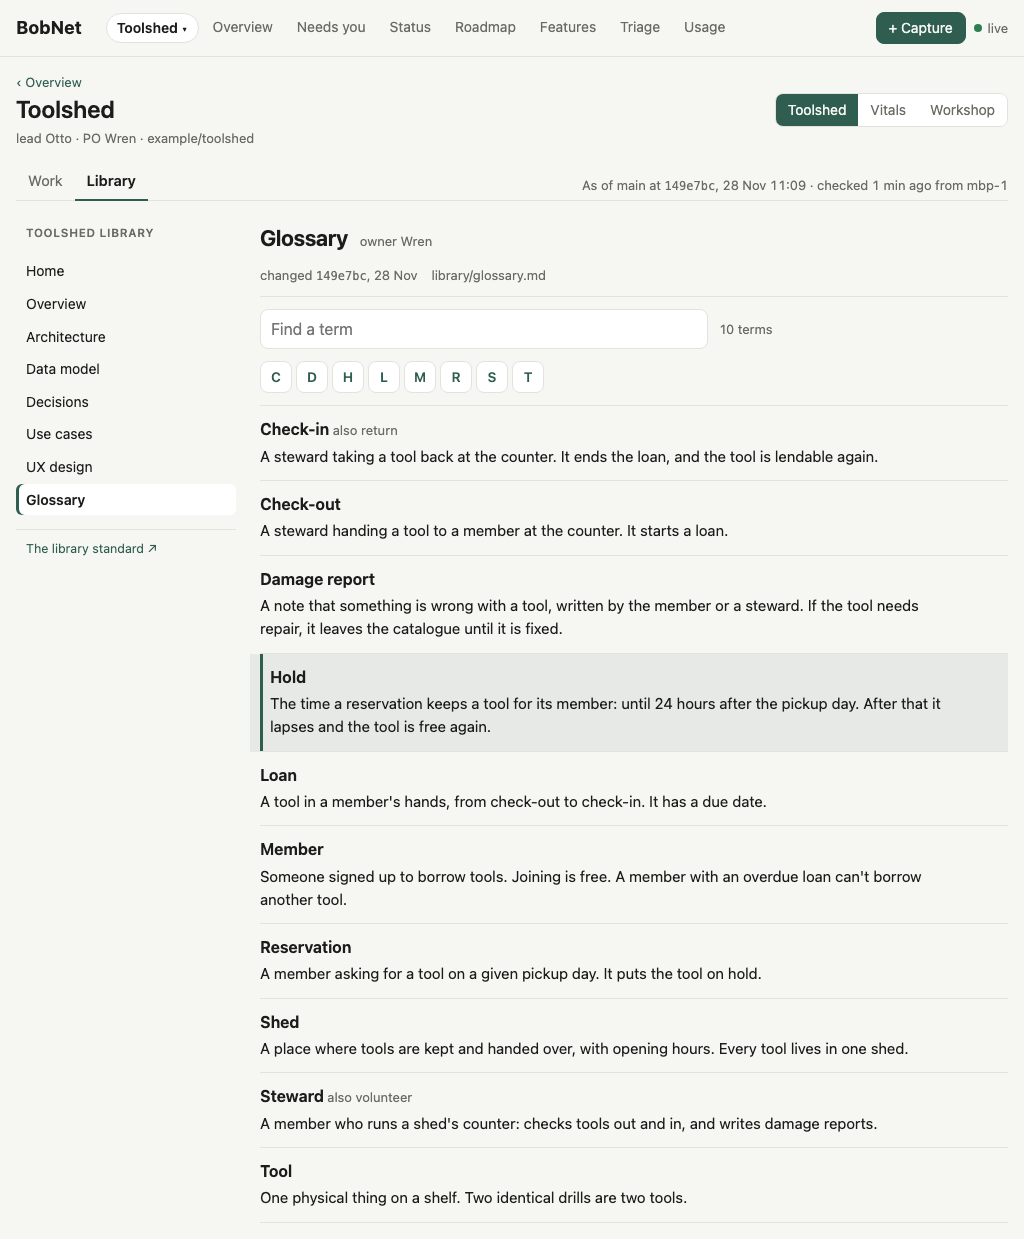 BobNet
Toolshed ▾
Overview
Needs you
Status
Roadmap
Features
Triage
Usage
+ Capture
live
‹ Overview
Toolshed
lead Otto · PO Wren · example/toolshed
Toolshed
Vitals
Workshop
Work
Library
As of main at 149e7bc, 28 Nov 11:09 · checked 1 min ago from mbp-1
TOOLSHED LIBRARY
Home
Overview
Architecture
Data model
Decisions
Use cases
UX design
Glossary
The library standard ↗
Glossary owner Wren
changed 149e7bc, 28 Nov library/glossary.md
Find a term
10 terms
C D H L M R S T
Check-in also return
A steward taking a tool back at the counter. It ends the loan, and the tool is lendable again.
Check-out
A steward handing a tool to a member at the counter. It starts a loan.
Damage report
A note that something is wrong with a tool, written by the member or a steward. If the tool needs
repair, it leaves the catalogue until it is fixed.
Hold
The time a reservation keeps a tool for its member: until 24 hours after the pickup day. After that it
lapses and the tool is free again.
Loan
A tool in a member's hands, from check-out to check-in. It has a due date.
Member
Someone signed up to borrow tools. Joining is free. A member with an overdue loan can't borrow
another tool.
Reservation
A member asking for a tool on a given pickup day. It puts the tool on hold.
Shed
A place where tools are kept and handed over, with opening hours. Every tool lives in one shed.
Steward also volunteer
A member who runs a shed's counter: checks tools out and in, and writes damage reports.
Tool
One physical thing on a shelf. Two identical drills are two tools.